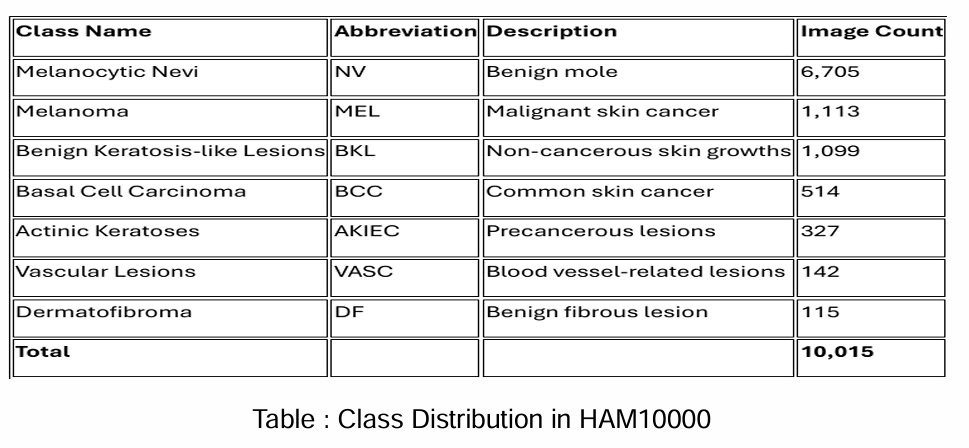 Class Name Abbreviation Description Image Count
Melanocytic Nevi NV Benign mole 6,705
Melanoma MEL Malignant skin cancer 1,113
Benign Keratosis-like Lesions BKL Non-cancerous skin growths 1,099
Basal Cell Carcinoma BCC Common skin cancer 514
Actinic Keratoses AKIEC Precancerous lesions 327
Vascular Lesions VASC Blood vessel-related lesions 142
Dermatofibroma DF Benign fibrous lesion 115
Total 10,015
Table : Class Distribution in HAM10000